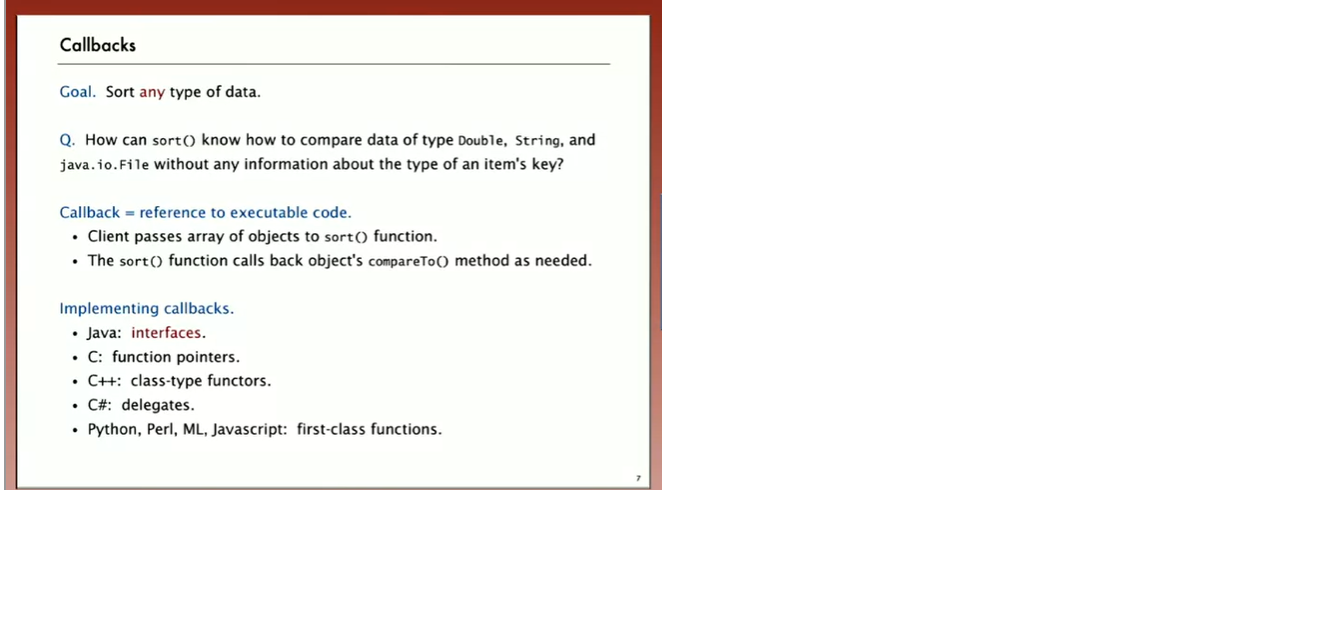 Callbacks
Goal. Sort any type of data.
Q. How can sort() know how to compare data of type Double, String, and
java.io.File without any information about the type of an item's key?
Callback = reference to executable code.
• Client passes array of objects to sort() function.
• The sort() function calls back object's compareTo() method as needed.
Implementing callbacks.
• Java: interfaces.
• C: function pointers.
• C++: class-type functors.
• C#: delegates.
• Python, Perl, ML, Javascript: first-class functions.
7